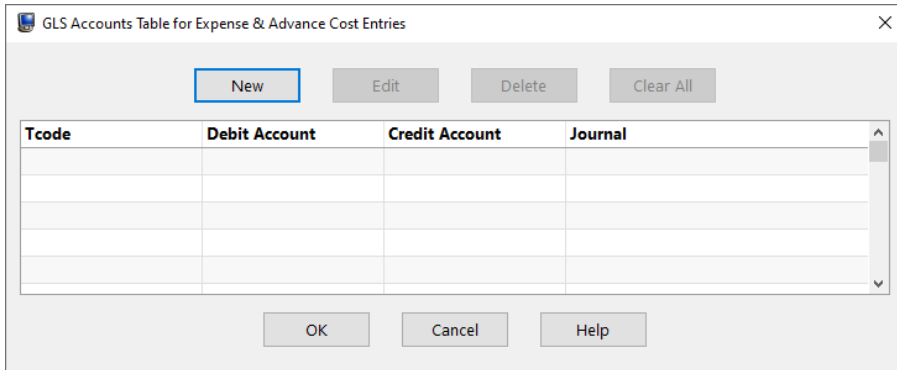 GLS Accounts Table for Expense & Advance Cost Entries
New Edit Delete Clear All
Tcode Debit Account Credit Account Journal
OK Cancel Help